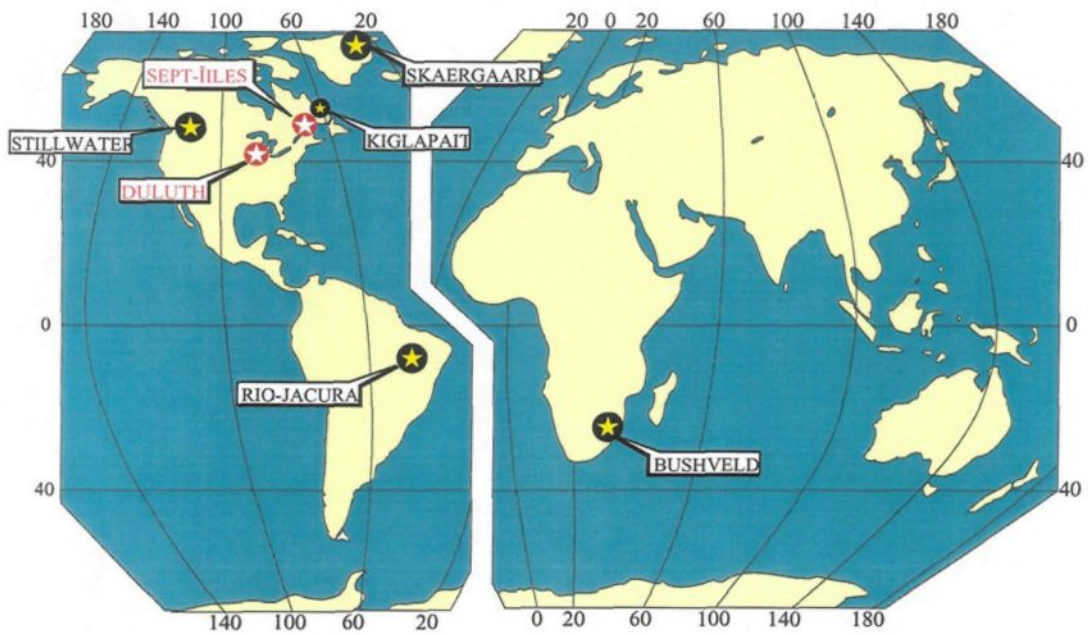 180 140 100 60 20 20 0 20 60 100 140 180
SEPT-ÎILES
SKAERGAARD
STILLWATER
KIGLAPAIT
40 40
DULUTH
0 0
RIO-JACURA
BUSHVELD
40 40
140 100 60 20 0 20 60 100 140 180